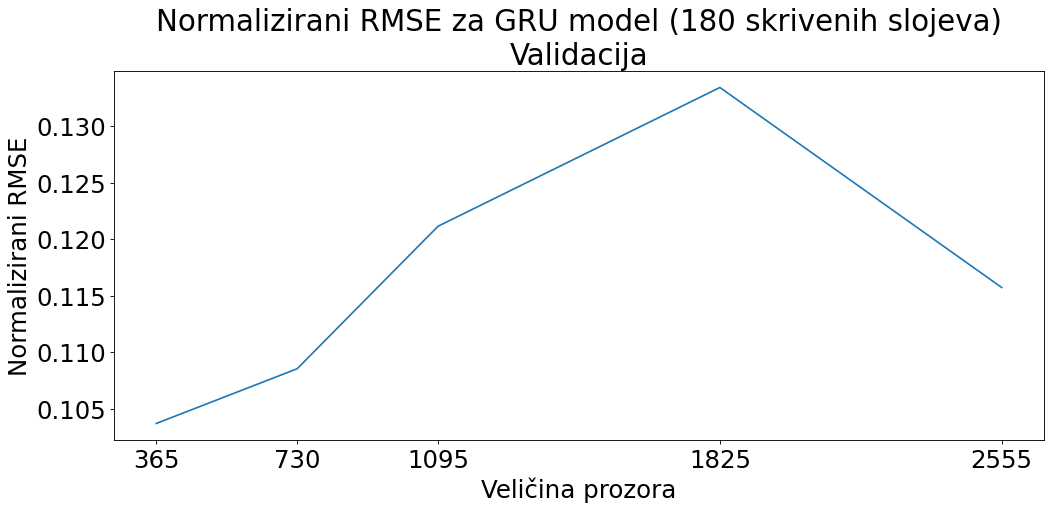 Normalizirani RMSE za GRU model (180 skrivenih slojeva)
Validacija
Normalizirani RMSE
0.130
0.125
0.120
0.115
0.110
0.105
365 730 1095 1825 2555
Veličina prozora